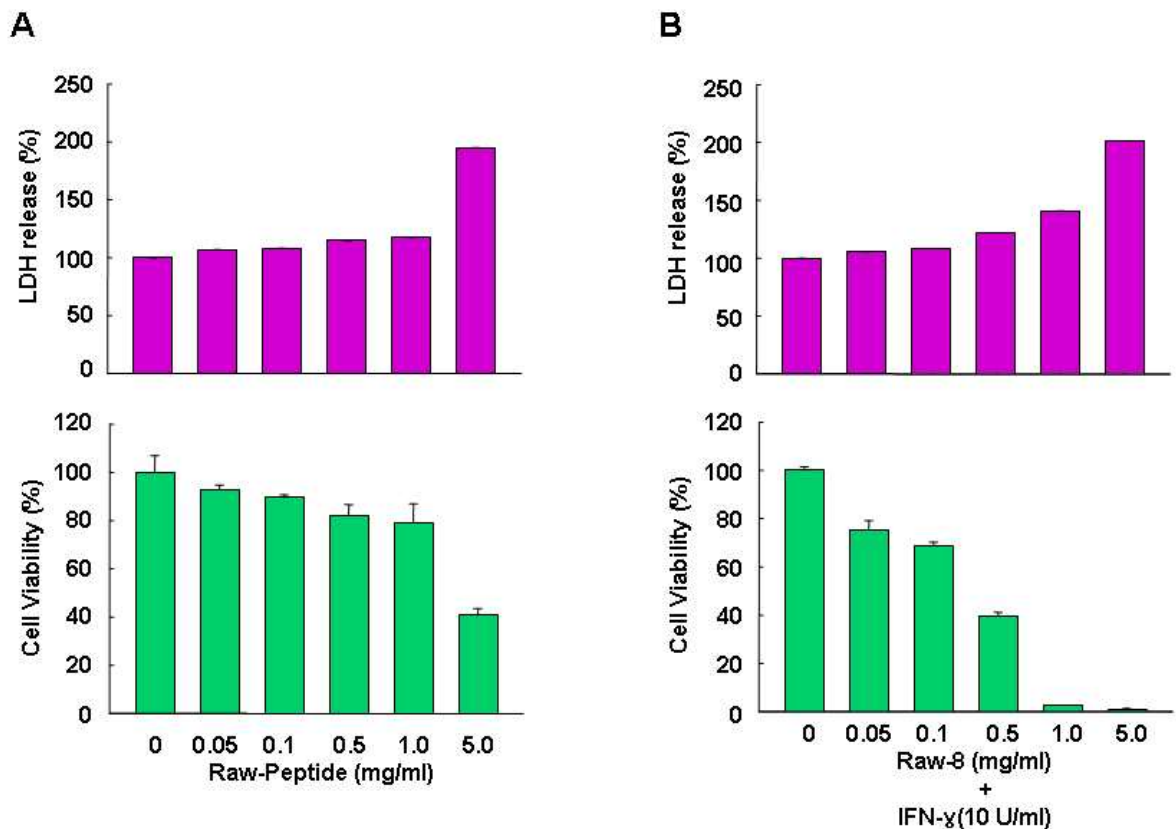 A
LDH release (%)
250
200
150
100
50
0
Cell Viability (%)
120
100
80
60
40
20
0
0 0.05 0.1 0.5 1.0 5.0
Raw-Peptide (mg/ml)
B
LDH release (%)
250
200
150
100
50
0
Cell Viability (%)
120
100
80
60
40
20
0
0 0.05 0.1 0.5 1.0 5.0
Raw-8 (mg/ml)
+
IFN-ɣ(10 U/ml)